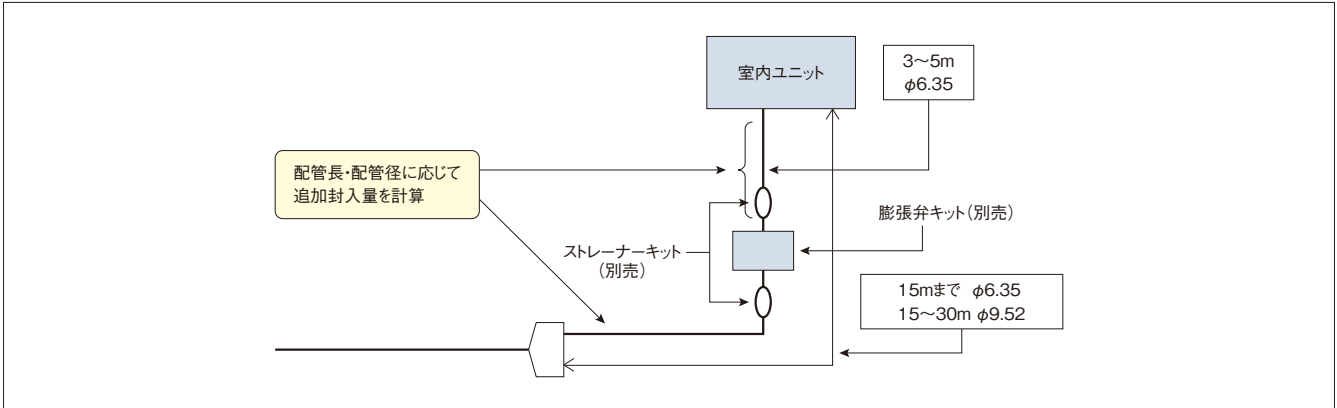 室内ユニット
3〜5m
φ6.35
配管長・配管径に応じて
追加封入量を計算
膨張弁キット(別売)
ストレーナーキット
(別売)
15mまで φ6.35
15〜30m φ9.52